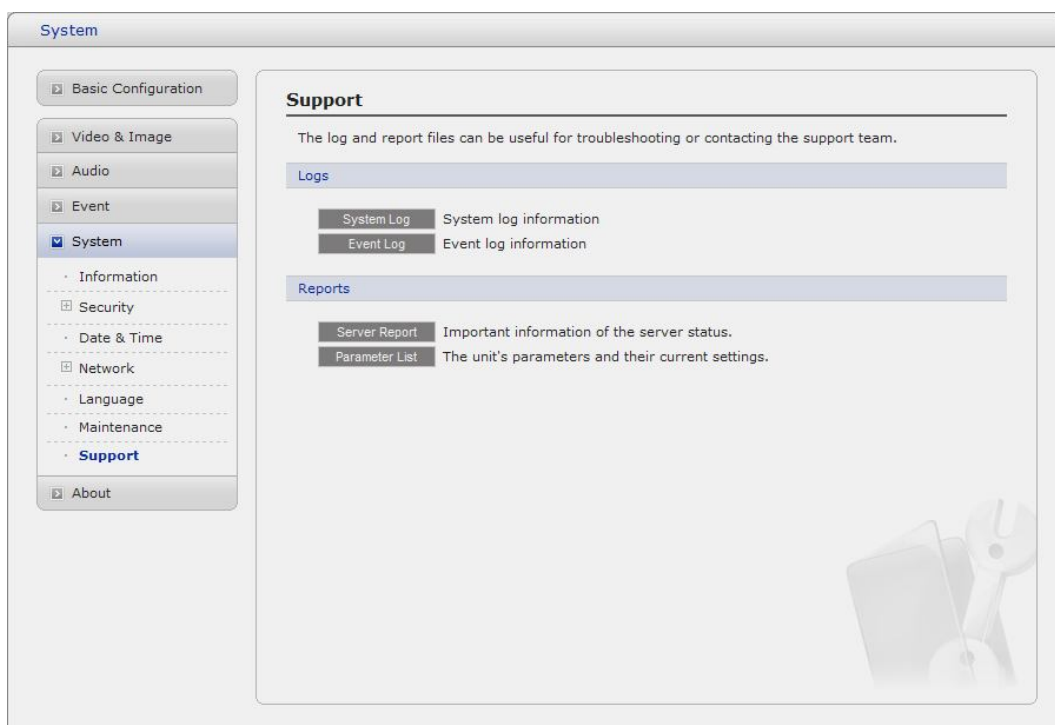 System
Basic Configuration
Video & Image
Audio
Event
System
Information
Security
Date & Time
Network
Language
Maintenance
Support
About
Support
The log and report files can be useful for troubleshooting or contacting the support team.
Logs
System Log System log information
Event Log Event log information
Reports
Server Report Important information of the server status.
Parameter List The unit's parameters and their current settings.